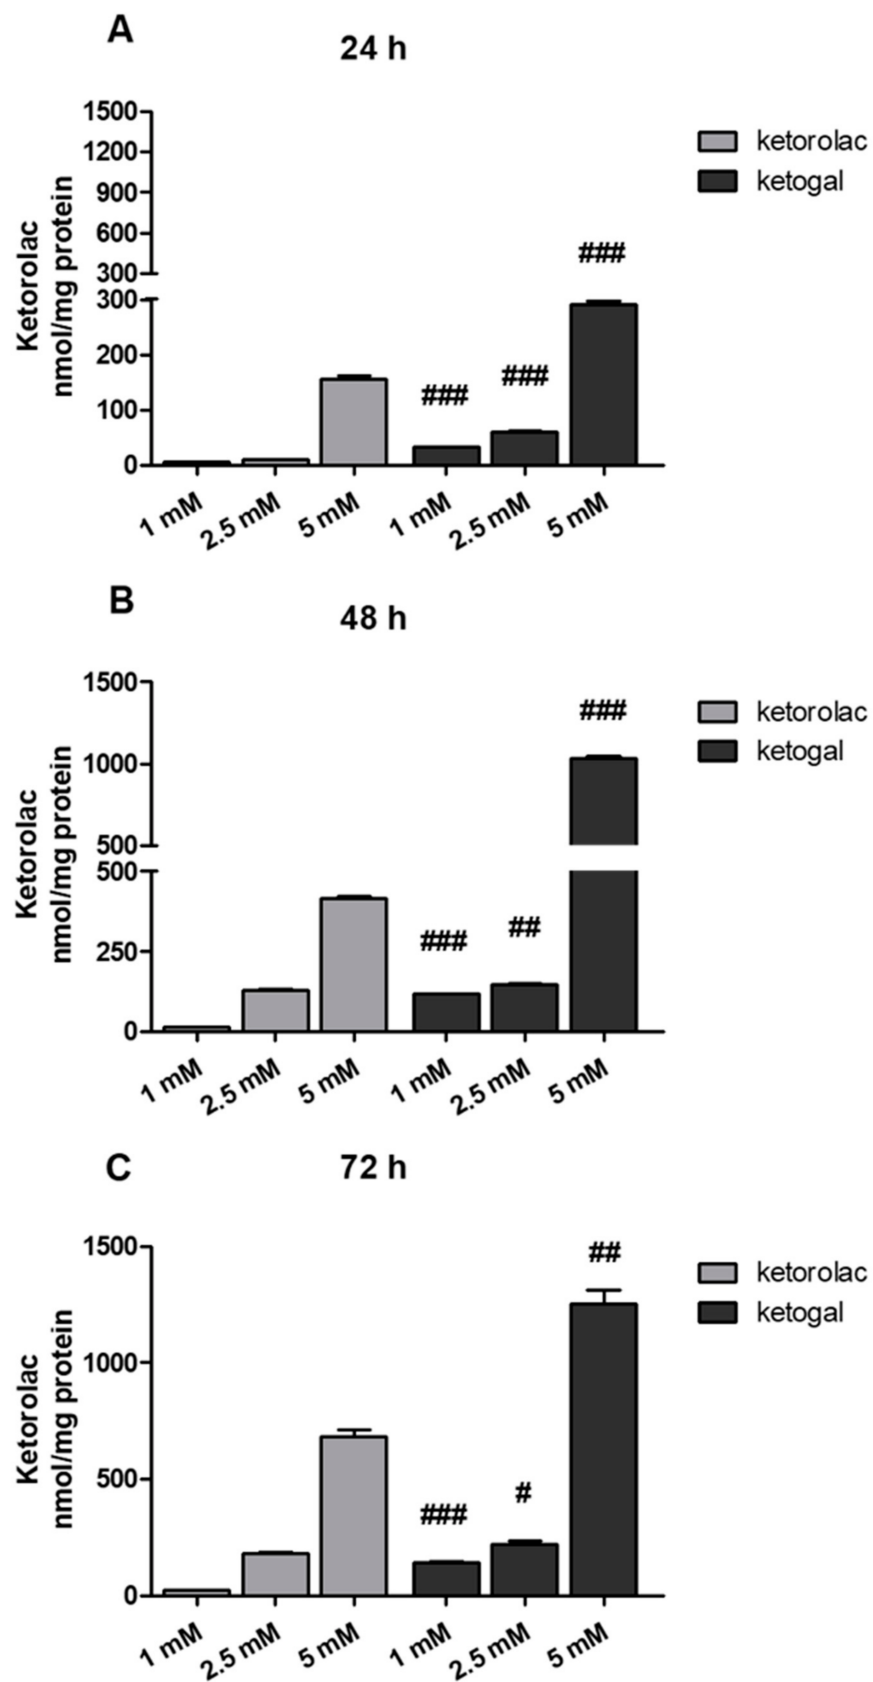 A
24 h
1500
1200
900
600
300
300
200
100
0
Ketorolac
nmol/mg protein
ketorolac
ketogal
###
###
###
1 mM
2.5 mM
5 mM
1 mM
2.5 mM
5 mM
B
48 h
1500
1000
500
500
250
0
Ketorolac
nmol/mg protein
ketorolac
ketogal
###
##
###
1 mM
2.5 mM
5 mM
1 mM
2.5 mM
5 mM
C
72 h
1500
1000
500
0
Ketorolac
nmol/mg protein
ketorolac
ketogal
###
#
##
1 mM
2.5 mM
5 mM
1 mM
2.5 mM
5 mM